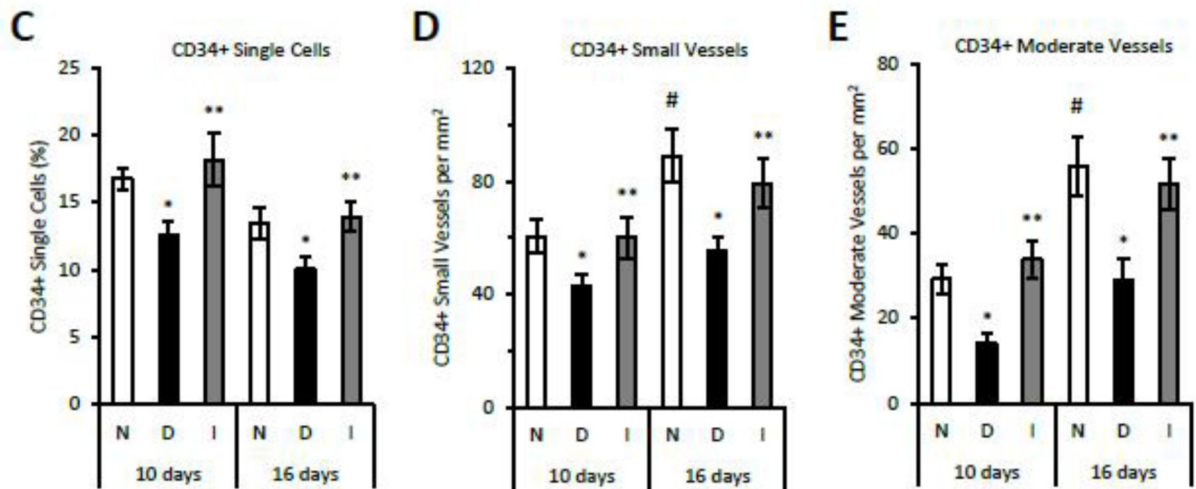 C
CD34+ Single Cells
CD34+ Single Cells (%)
25
20
15
10
5
0
**
*
**
*
N D I N D I
10 days 16 days
D
CD34+ Small Vessels
CD34+ Small Vessels per mm²
120
80
40
0
#
**
**
*
*
N D I N D I
10 days 16 days
E
CD34+ Moderate Vessels
CD34+ Moderate Vessels per mm²
80
60
40
20
0
#
**
**
*
*
N D I N D I
10 days 16 days